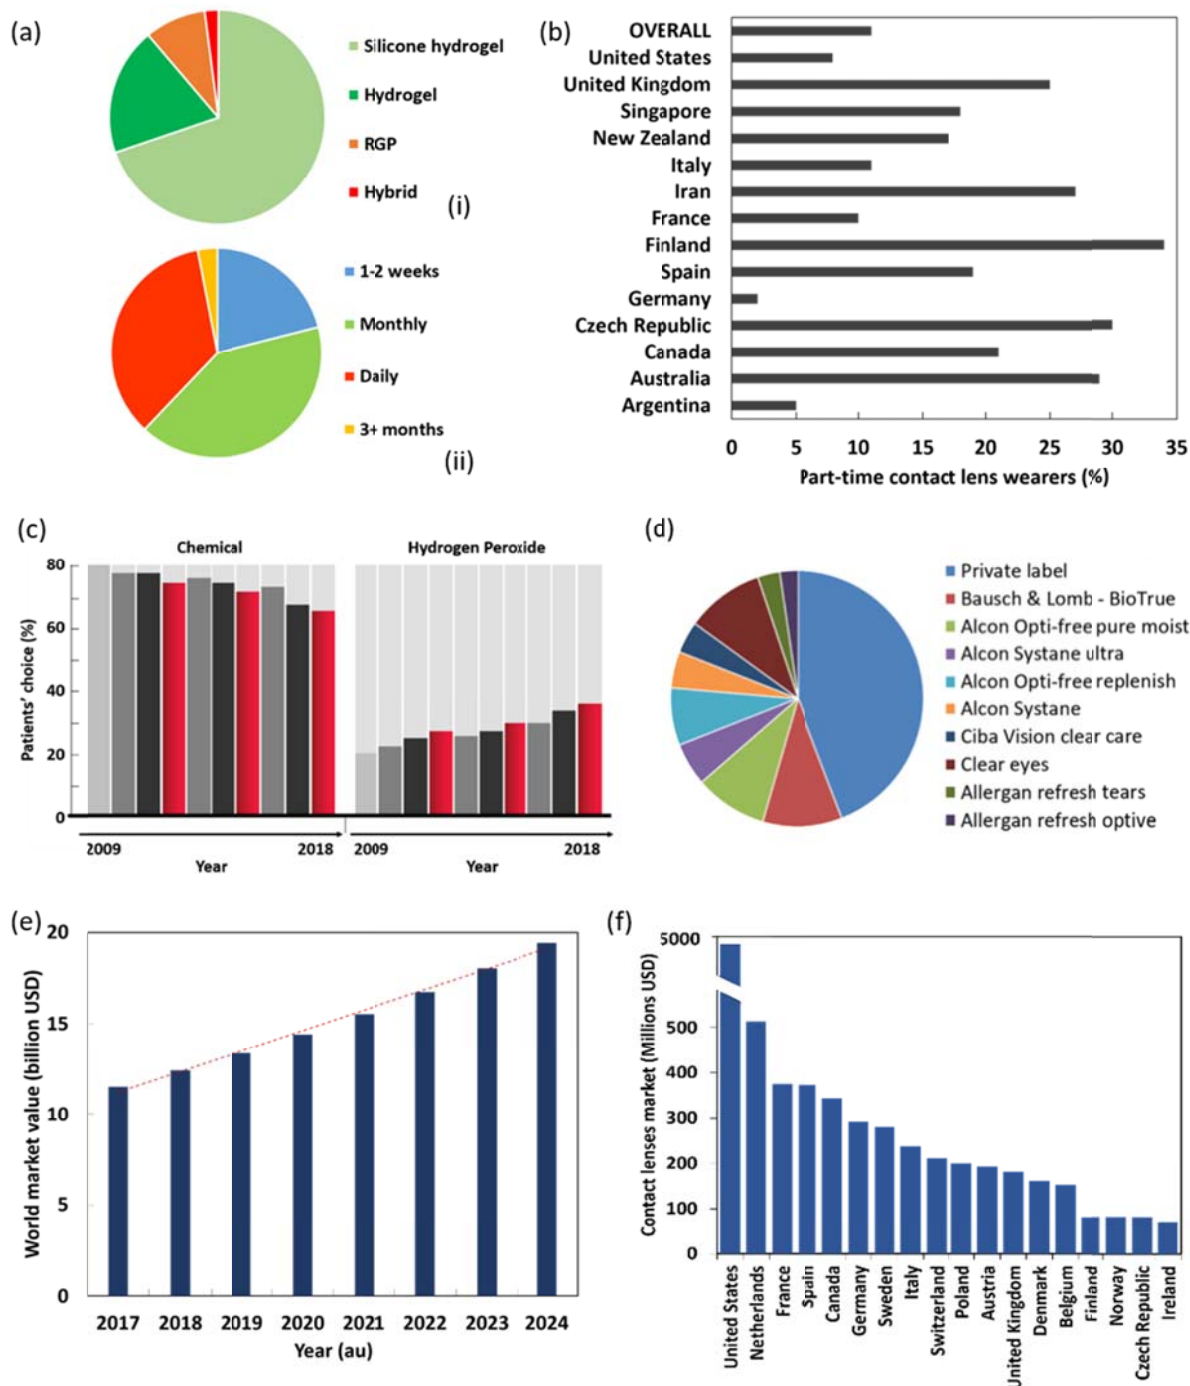 (a)
Silicone hydrogel
Hydrogel
RGP
Hybrid
(i)
1-2 weeks
Monthly
Daily
3+ months
(ii)
(b)
OVERALL
United States
United Kingdom
Singapore
New Zealand
Italy
Iran
France
Finland
Spain
Germany
Czech Republic
Canada
Australia
Argentina
0 5 10 15 20 25 30 35
Part-time contact lens wearers (%)
(c)
Chemical Hydrogen Peroxide
Patients' choice (%)
80
60
40
20
0
2009 2018 2009 2018
Year Year
(d)
Private label
Bausch & Lomb - BioTrue
Alcon Opti-free pure moist
Alcon Systane ultra
Alcon Opti-free replenish
Alcon Systane
Ciba Vision clear care
Clear eyes
Allergan refresh tears
Allergan refresh optive
(e)
World market value (billion USD)
20
15
10
5
0
2017 2018 2019 2020 2021 2022 2023 2024
Year (au)
(f)
Contact lenses market (Millions USD)
5000
500
400
300
200
100
0
United States
Netherlands
France
Spain
Canada
Germany
Sweden
Italy
Switzerland
Poland
Austria
United Kingdom
Denmark
Belgium
Finland
Norway
Czech Republic
Ireland